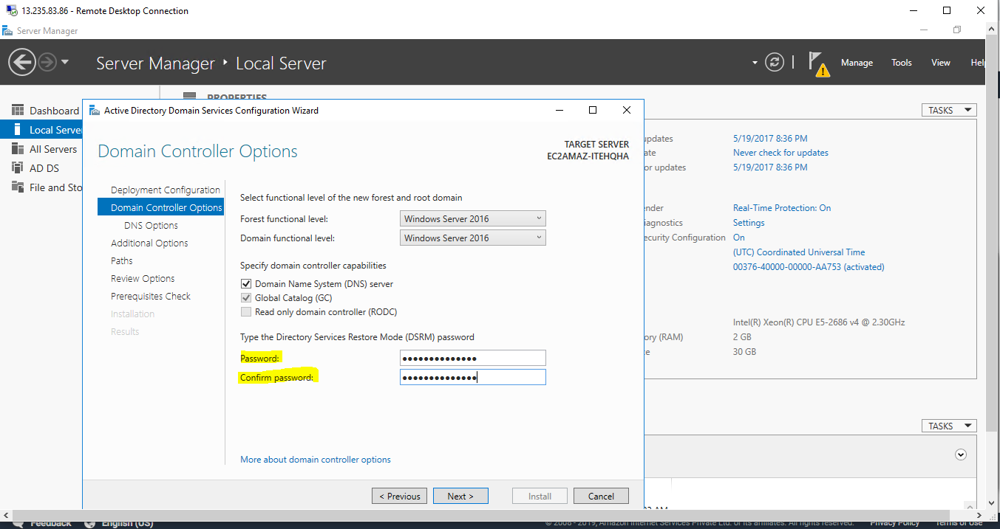 13.235.83.86 - Remote Desktop Connection
Server Manager
Server Manager ‣ Local Server
Manage Tools View Help
PROPERTIES
Dashboard
Local Server
All Servers
AD DS
File and Sto
TASKS
Active Directory Domain Services Configuration Wizard
Domain Controller Options
TARGET SERVER
EC2AMAZ-ITEHQHA
Deployment Configuration
Domain Controller Options
DNS Options
Additional Options
Paths
Review Options
Prerequisites Check
Installation
Results
Select functional level of the new forest and root domain
Forest functional level: Windows Server 2016
Domain functional level: Windows Server 2016
Specify domain controller capabilities
Domain Name System (DNS) server
Global Catalog (GC)
Read only domain controller (RODC)
Type the Directory Services Restore Mode (DSRM) password
Password: ••••••••••••••
Confirm password: ••••••••••••••
More about domain controller options
< Previous Next > Install Cancel
updates 5/19/2017 8:36 PM
ate Never check for updates
or updates 5/19/2017 8:36 PM
ender Real-Time Protection: On
iagnostics Settings
ecurity Configuration On
(UTC) Coordinated Universal Time
00376-40000-00000-AA753 (activated)
Intel(R) Xeon(R) CPU E5-2686 v4 @ 2.30GHz
ory (RAM) 2 GB
ce 30 GB
TASKS
AM
Feedback English (US)
© 2008 - 2019, Amazon Internet Services Private Ltd. or its affiliates. All rights reserved. Privacy Policy Terms of Use